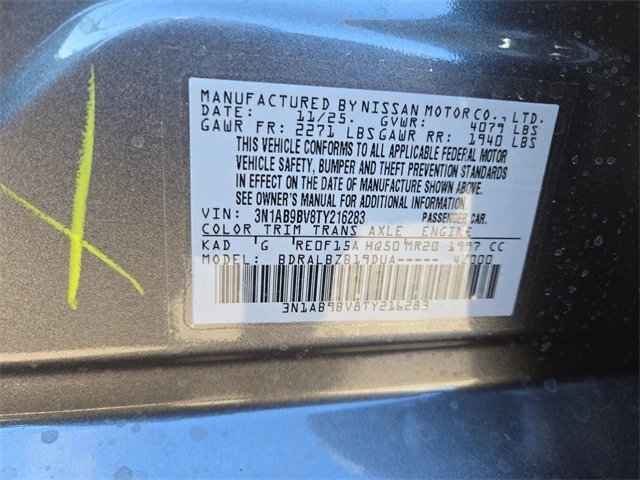 MANUFACTURED BY NISSAN MOTOR CO., LTD.
DATE: 11/25. GVWR: 4079 LBS
GAWR FR: 2271 LBS GAWR RR: 1940 LBS
THIS VEHICLE CONFORMS TO ALL APPLICABLE FEDERAL MOTOR
VEHICLE SAFETY, BUMPER AND THEFT PREVENTION STANDARDS
IN EFFECT ON THE DATE OF MANUFACTURE SHOWN ABOVE.
SEE OWNER'S MANUAL FOR ADDITIONAL INFORMATION.
VIN: 3N1AB9BV8TY216283 PASSENGER CAR.
COLOR TRIM TRANS AXLE ENGINE
KAD G RE0F15A HQ50 MR20 1997 CC
MODEL: BDRALBZB19DUA----- 4/000
3N1AB9BV8TY216283